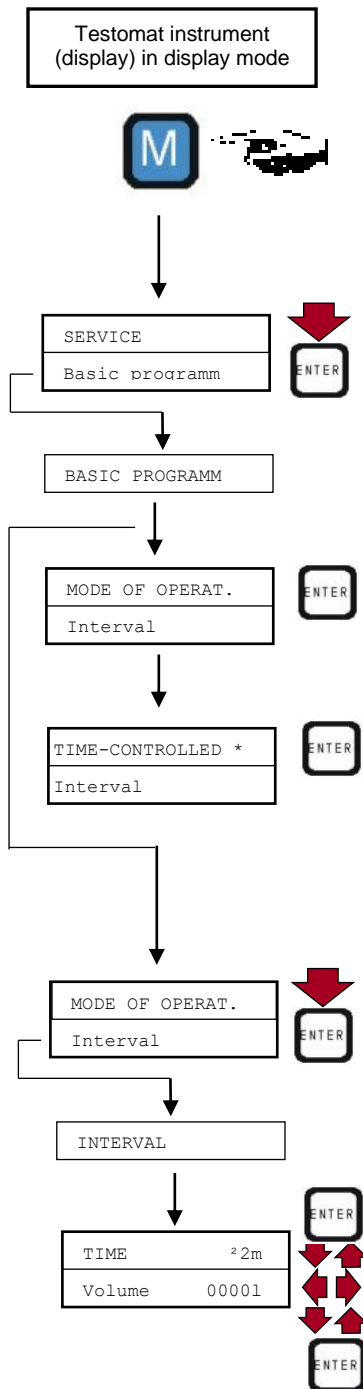 Testomat instrument
(display) in display mode
M
SERVICE
Basic programm
ENTER
BASIC PROGRAMM
MODE OF OPERAT.
Interval
ENTER
TIME-CONTROLLED *
Interval
ENTER
MODE OF OPERAT.
Interval
ENTER
INTERVAL
ENTER
TIME ²2m
Volume 0000l
ENTER